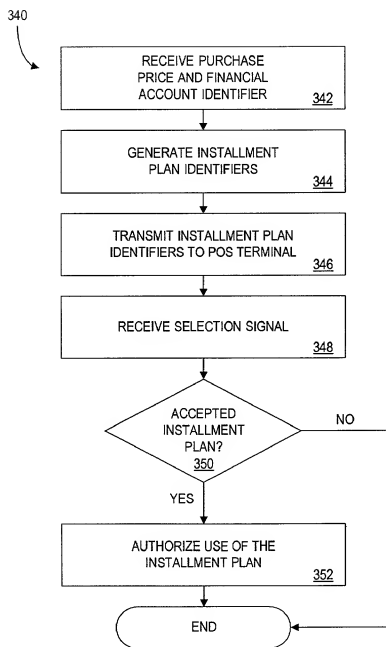 340
RECEIVE PURCHASE
PRICE AND FINANCIAL
ACCOUNT IDENTIFIER
342
GENERATE INSTALLMENT
PLAN IDENTIFIERS
344
TRANSMIT INSTALLMENT PLAN
IDENTIFIERS TO POS TERMINAL
346
RECEIVE SELECTION SIGNAL
348
ACCEPTED
INSTALLMENT
PLAN?
350
NO
YES
AUTHORIZE USE OF THE
INSTALLMENT PLAN
352
END